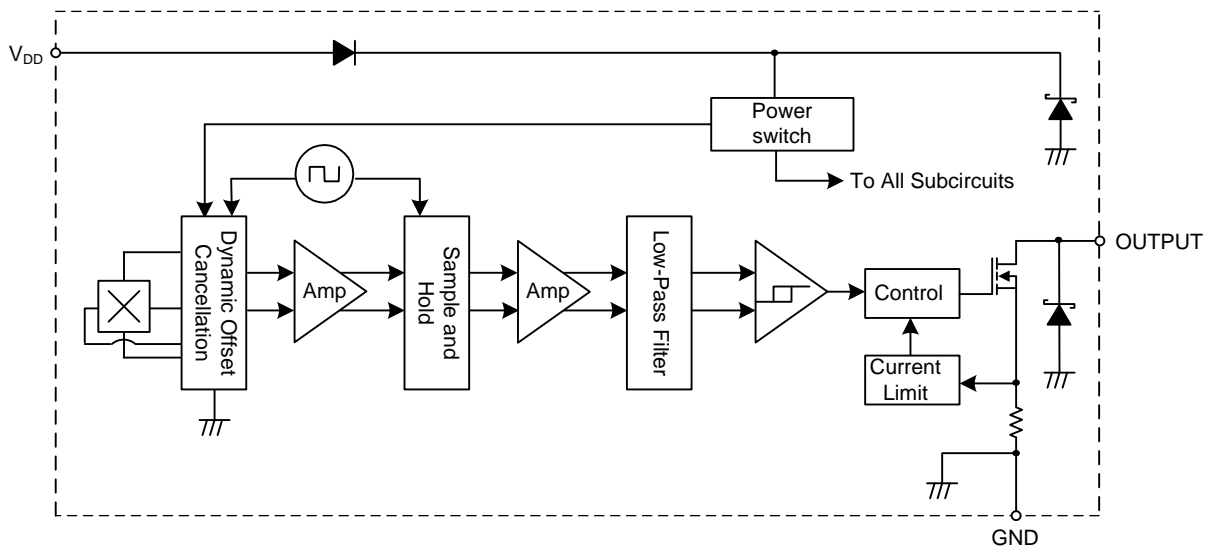 VDD
Power
switch
To All Subcircuits
Dynamic Offset
Cancellation
Amp
Sample and
Hold
Amp
Low-Pass Filter
Control
Current
Limit
OUTPUT
GND